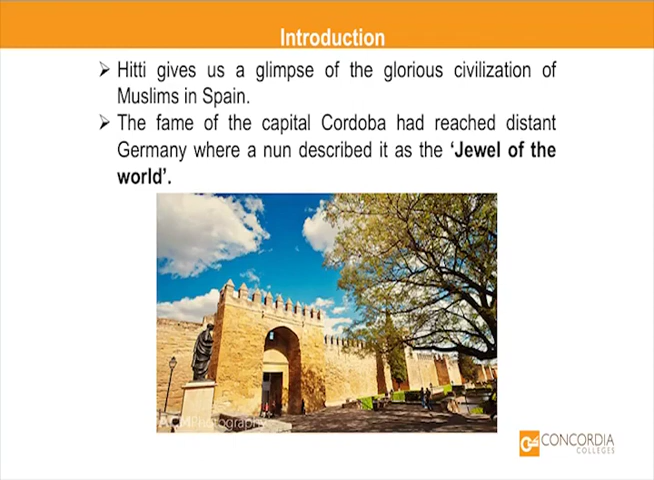 Introduction
➢ Hitti gives us a glimpse of the glorious civilization of
Muslims in Spain.
➢ The fame of the capital Cordoba had reached distant
Germany where a nun described it as the ‘Jewel of the
world’.
ACMPhotography
CONCORDIA
COLLEGES